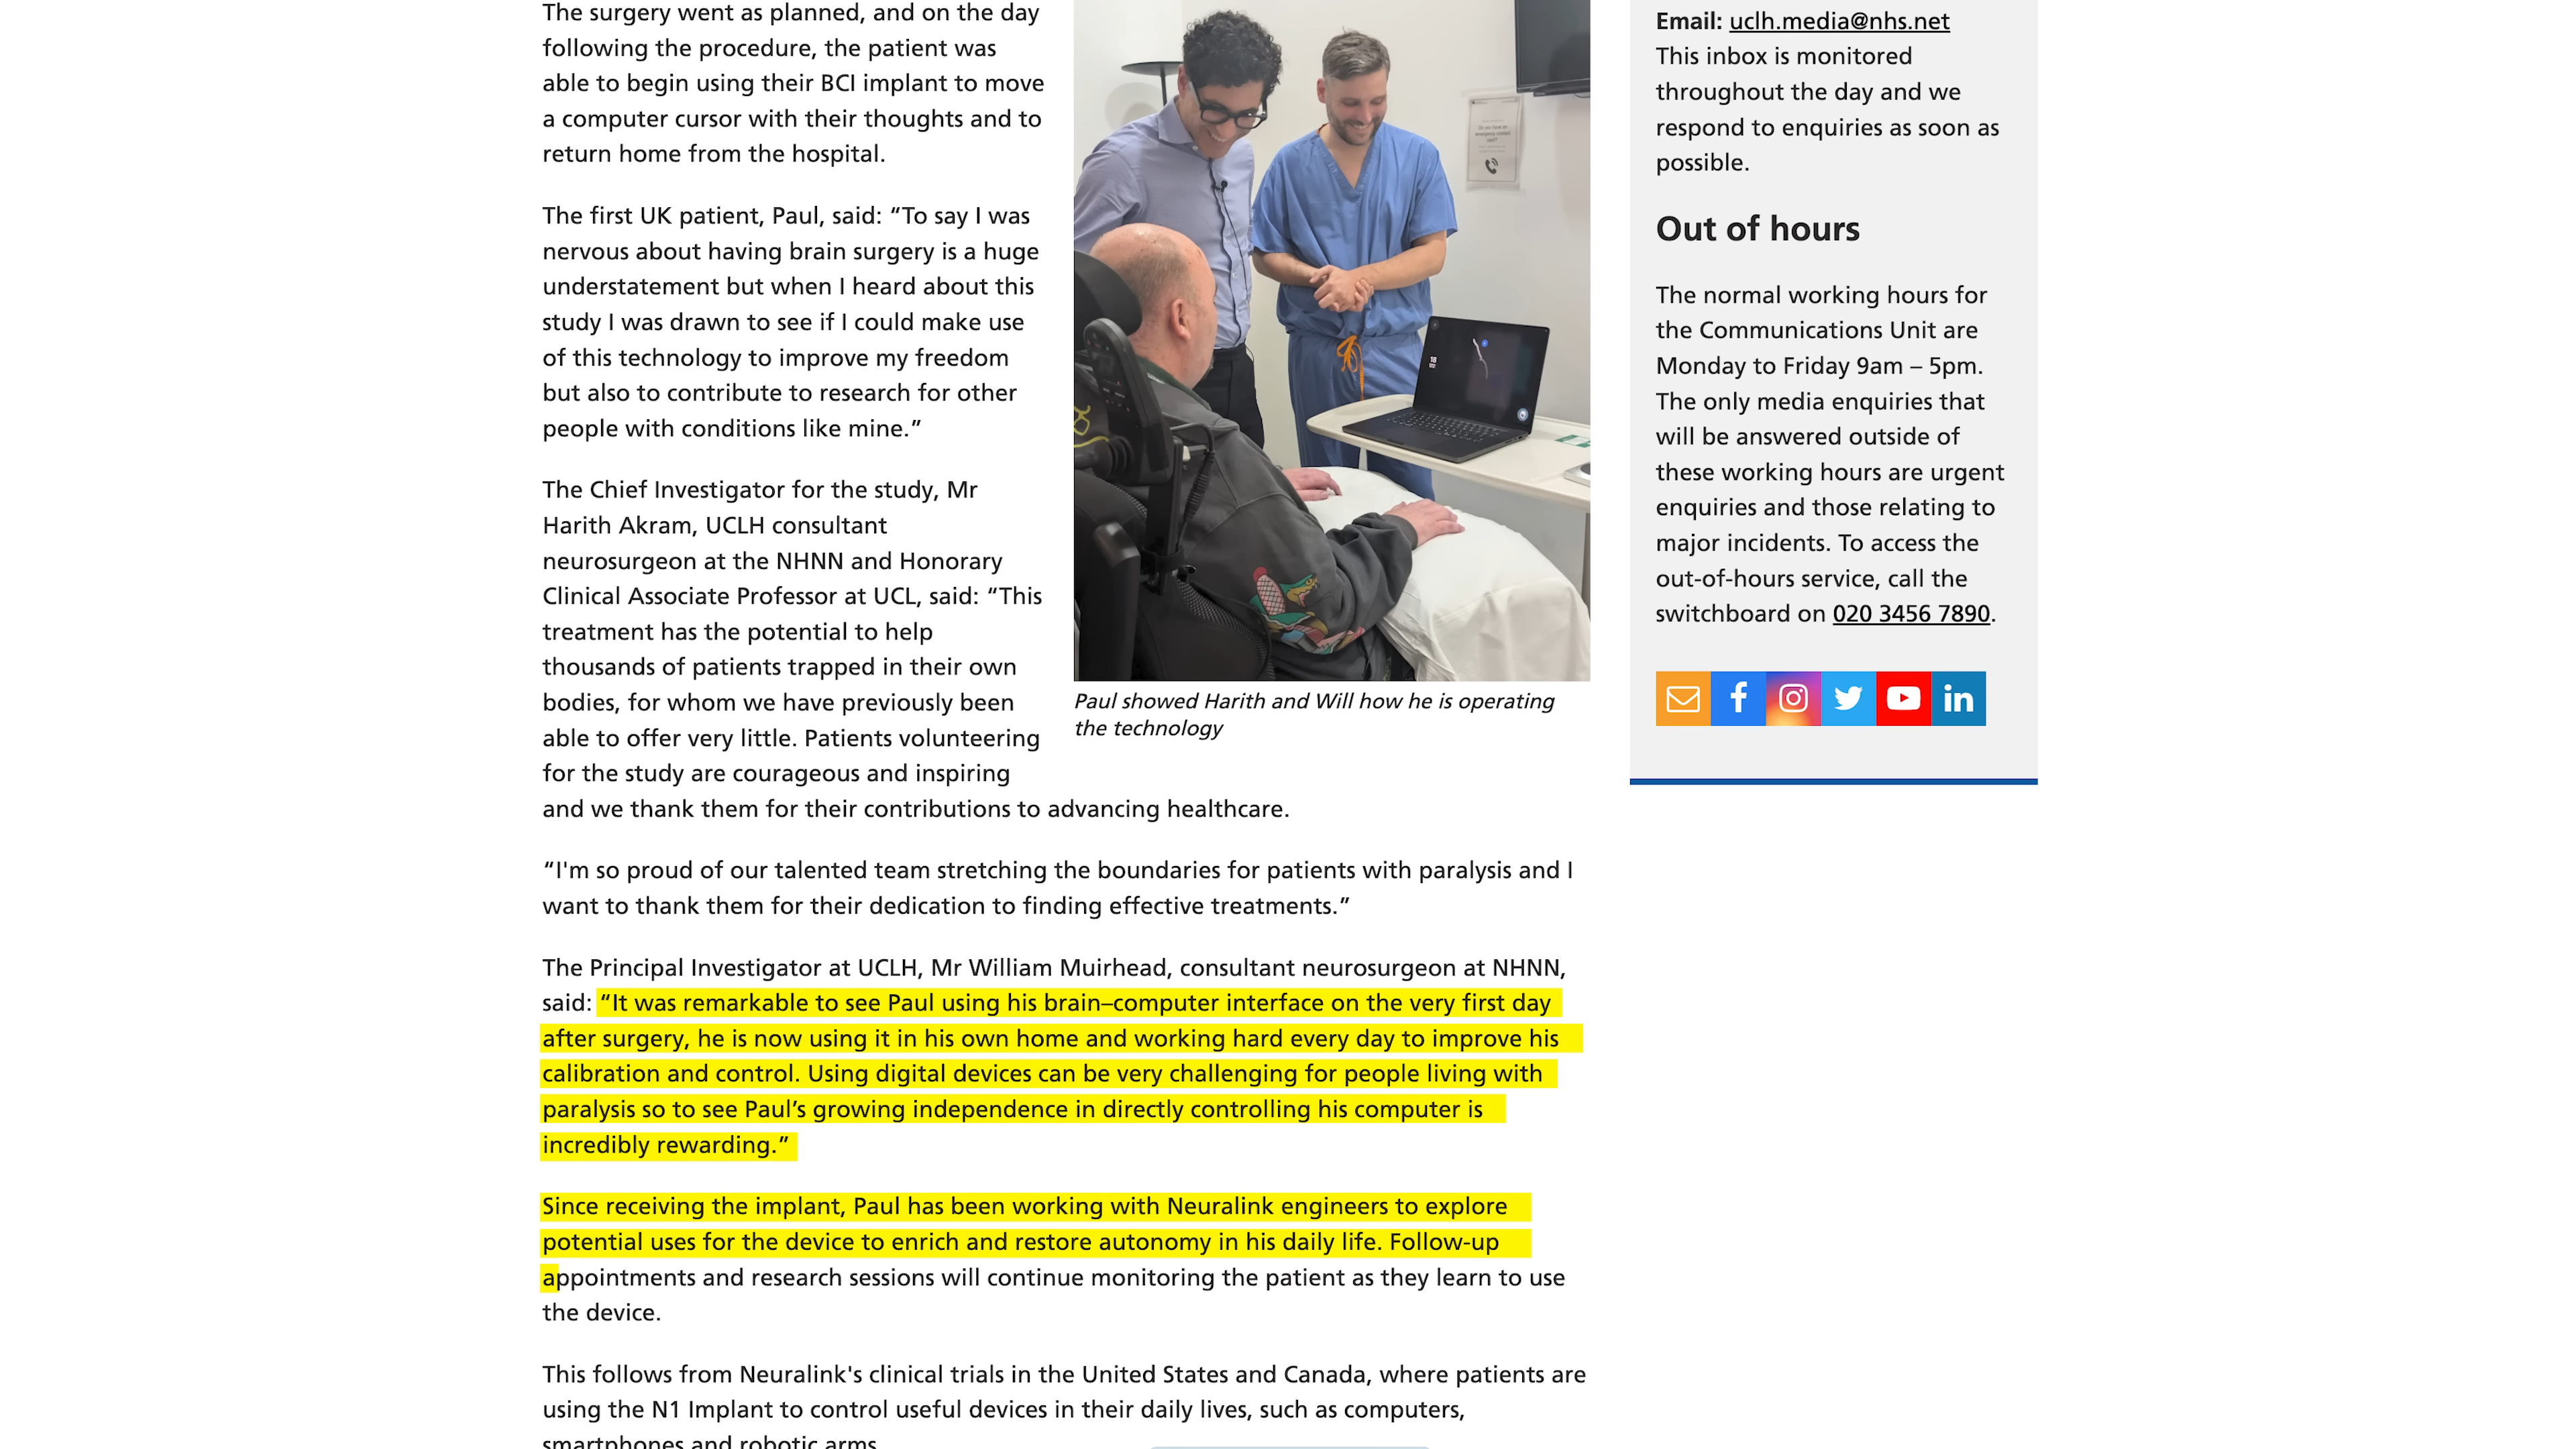 The surgery went as planned, and on the day
following the procedure, the patient was
able to begin using their BCI implant to move
a computer cursor with their thoughts and to
return home from the hospital.
The first UK patient, Paul, said: “To say I was
nervous about having brain surgery is a huge
understatement but when I heard about this
study I was drawn to see if I could make use
of this technology to improve my freedom
but also to contribute to research for other
people with conditions like mine.”
The Chief Investigator for the study, Mr
Harith Akram, UCLH consultant
neurosurgeon at the NHNN and Honorary
Clinical Associate Professor at UCL, said: “This
treatment has the potential to help
thousands of patients trapped in their own
bodies, for whom we have previously been
able to offer very little. Patients volunteering
for the study are courageous and inspiring
and we thank them for their contributions to advancing healthcare.
Paul showed Harith and Will how he is operating
the technology
“I'm so proud of our talented team stretching the boundaries for patients with paralysis and I
want to thank them for their dedication to finding effective treatments.”
The Principal Investigator at UCLH, Mr William Muirhead, consultant neurosurgeon at NHNN,
said: “It was remarkable to see Paul using his brain–computer interface on the very first day
after surgery, he is now using it in his own home and working hard every day to improve his
calibration and control. Using digital devices can be very challenging for people living with
paralysis so to see Paul’s growing independence in directly controlling his computer is
incredibly rewarding.”
Since receiving the implant, Paul has been working with Neuralink engineers to explore
potential uses for the device to enrich and restore autonomy in his daily life. Follow-up
appointments and research sessions will continue monitoring the patient as they learn to use
the device.
This follows from Neuralink's clinical trials in the United States and Canada, where patients are
using the N1 Implant to control useful devices in their daily lives, such as computers,
smartphones and robotic arms.
Email: uclh.media@nhs.net
This inbox is monitored
throughout the day and we
respond to enquiries as soon as
possible.
Out of hours
The normal working hours for
the Communications Unit are
Monday to Friday 9am – 5pm.
The only media enquiries that
will be answered outside of
these working hours are urgent
enquiries and those relating to
major incidents. To access the
out-of-hours service, call the
switchboard on 020 3456 7890.